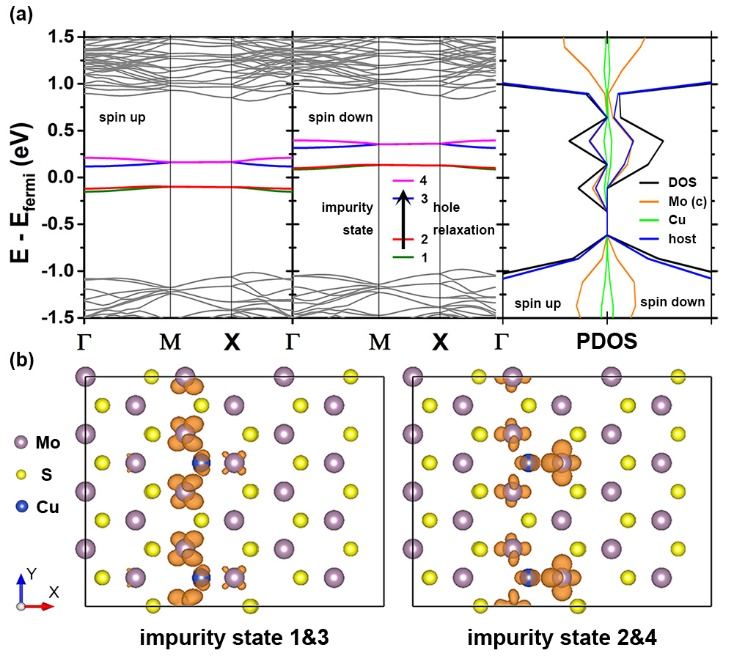 (a)
1.5
1.0
0.5
0.0
-0.5
-1.0
-1.5
E - Efermi (eV)
spin up
spin down
4
3
2
1
impurity
state
hole
relaxation
DOS
Mo (c)
Cu
host
spin up
spin down
Γ M X Γ M X Γ PDOS
(b)
Mo
S
Cu
Y
X
impurity state 1&3
impurity state 2&4